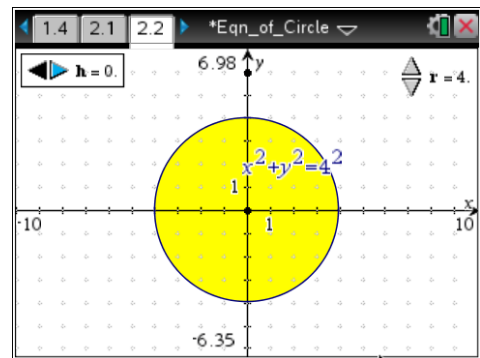 1.4 2.1 2.2 *Eqn_of_Circle
h = 0.
6.98 y
r = 4.
x²+y²=4²
1
x
-10 1 10
-6.35